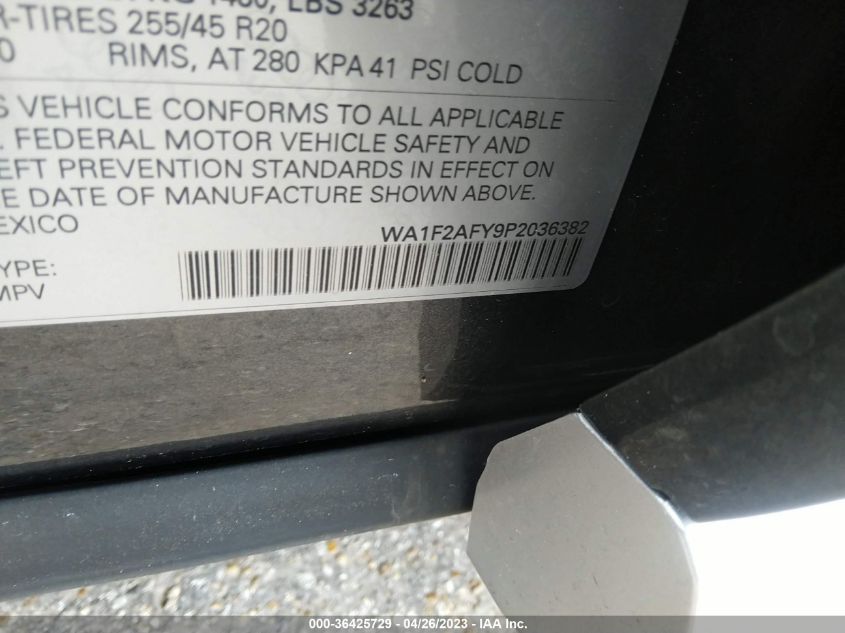 KG 1480, LBS 3263
-TIRES 255/45 R20
RIMS, AT 280 KPA 41 PSI COLD
VEHICLE CONFORMS TO ALL APPLICABLE
FEDERAL MOTOR VEHICLE SAFETY AND
EFT PREVENTION STANDARDS IN EFFECT ON
E DATE OF MANUFACTURE SHOWN ABOVE.
EXICO
WA1F2AFY9P2036382
YPE:
MPV
000-36425729 - 04/26/2023 - IAA Inc.